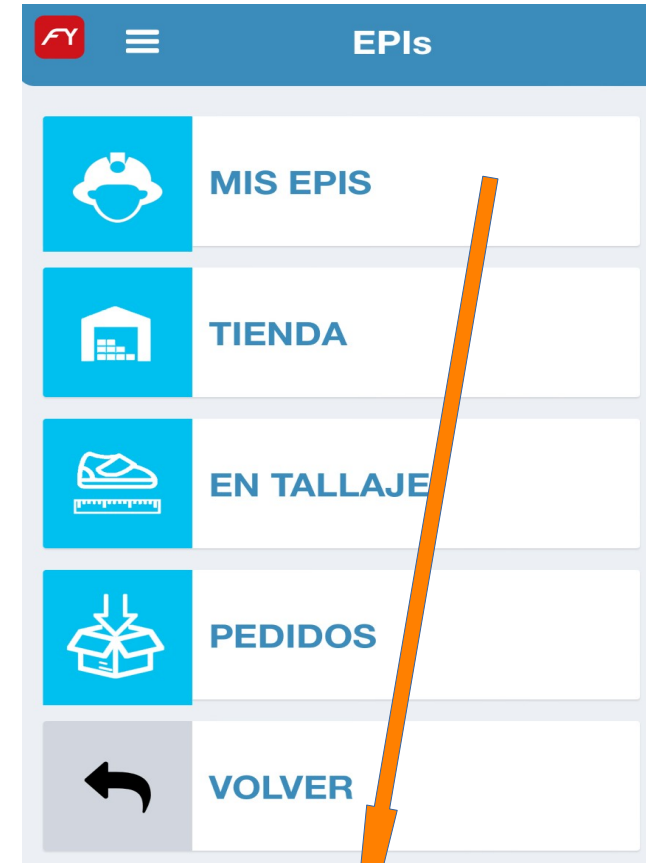 FY
EPIs
MIS EPIS
TIENDA
EN TALLAJE
PEDIDOS
VOLVER